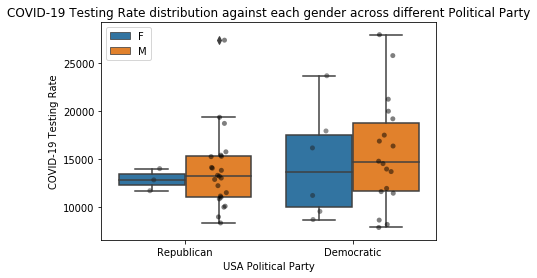 COVID-19 Testing Rate distribution against each gender across different Political Party
F
M
25000
20000
15000
10000
COVID-19 Testing Rate
Republican
Democratic
USA Political Party